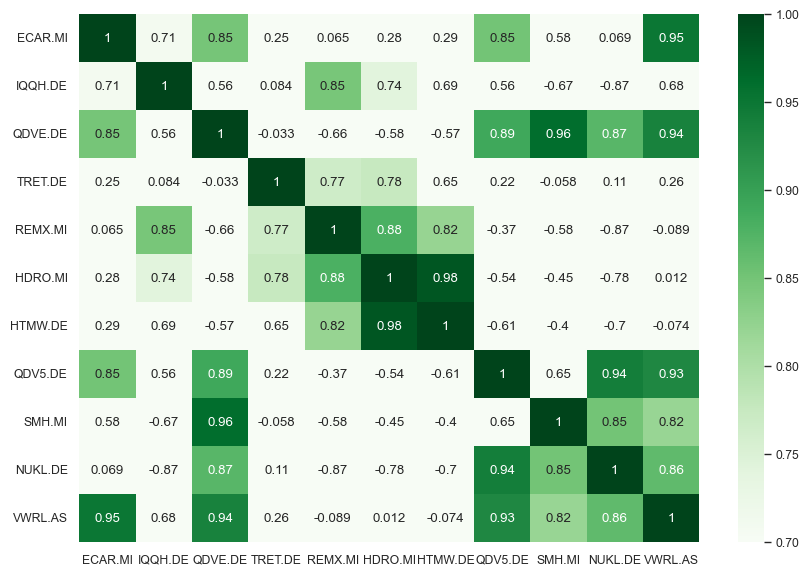 ECAR.MI 1 0.71 0.85 0.25 0.065 0.28 0.29 0.85 0.58 0.069 0.95
IQQH.DE 0.71 1 0.56 0.084 0.85 0.74 0.69 0.56 -0.67 -0.87 0.68
QDVE.DE 0.85 0.56 1 -0.033 -0.66 -0.58 -0.57 0.89 0.96 0.87 0.94
TRET.DE 0.25 0.084 -0.033 1 0.77 0.78 0.65 0.22 -0.058 0.11 0.26
REMX.MI 0.065 0.85 -0.66 0.77 1 0.88 0.82 -0.37 -0.58 -0.87 -0.089
HDRO.MI 0.28 0.74 -0.58 0.78 0.88 1 0.98 -0.54 -0.45 -0.78 0.012
HTMW.DE 0.29 0.69 -0.57 0.65 0.82 0.98 1 -0.61 -0.4 -0.7 -0.074
QDV5.DE 0.85 0.56 0.89 0.22 -0.37 -0.54 -0.61 1 0.65 0.94 0.93
SMH.MI 0.58 -0.67 0.96 -0.058 -0.58 -0.45 -0.4 0.65 1 0.85 0.82
NUKL.DE 0.069 -0.87 0.87 0.11 -0.87 -0.78 -0.7 0.94 0.85 1 0.86
VWRL.AS 0.95 0.68 0.94 0.26 -0.089 0.012 -0.074 0.93 0.82 0.86 1
ECAR.MI IQQH.DE QDVE.DE TRET.DE REMX.MI HDRO.MI HTMW.DE QDV5.DE SMH.MI NUKL.DE VWRL.AS
1.00
0.95
0.90
0.85
0.80
0.75
0.70